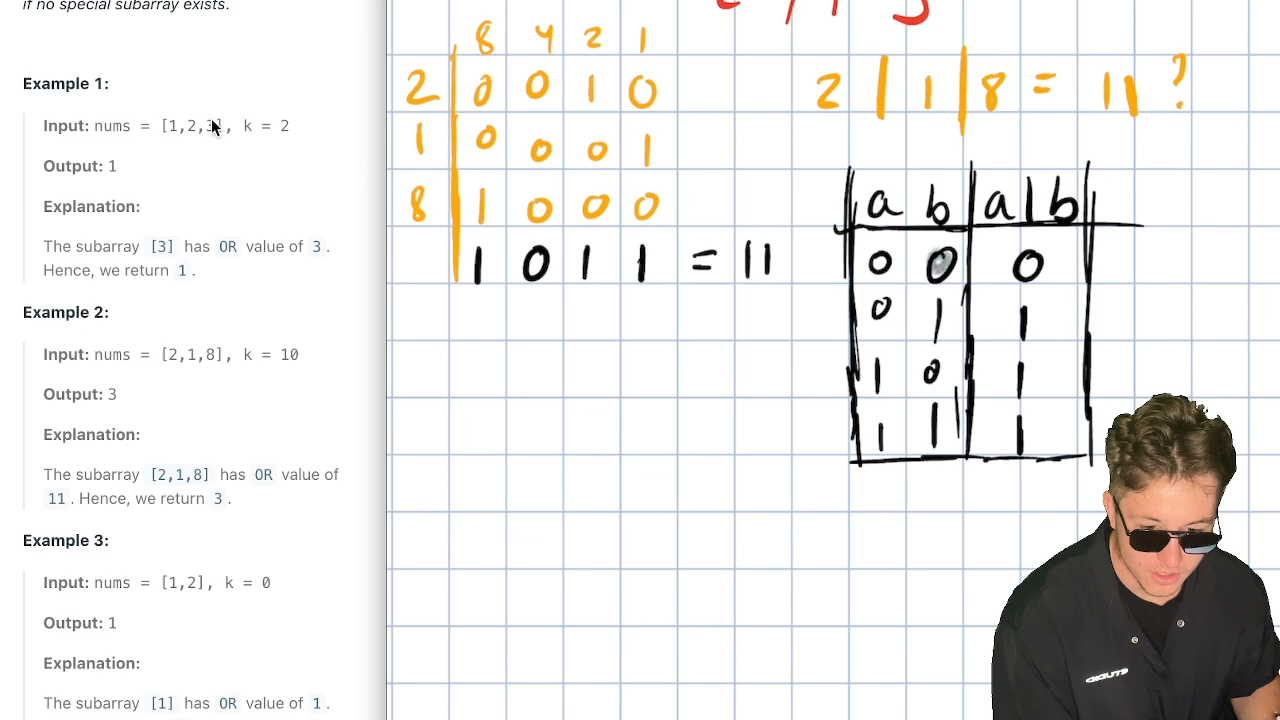 if no special subarray exists.
Example 1:
Input: nums = [1,2,3], k = 2
Output: 1
Explanation:
The subarray [3] has OR value of 3.
Hence, we return 1.
Example 2:
Input: nums = [2,1,8], k = 10
Output: 3
Explanation:
The subarray [2,1,8] has OR value of
11. Hence, we return 3.
Example 3:
Input: nums = [1,2], k = 0
Output: 1
Explanation:
The subarray [1] has OR value of 1.
8 4 2 1
2 0 0 1 0
1 0 0 0 1
8 1 0 0 0
1 0 1 1 = 11
2 | 1 | 8 = 11 ?
a b a|b
0 0 0
0 1 1
1 0 1
1 1 1